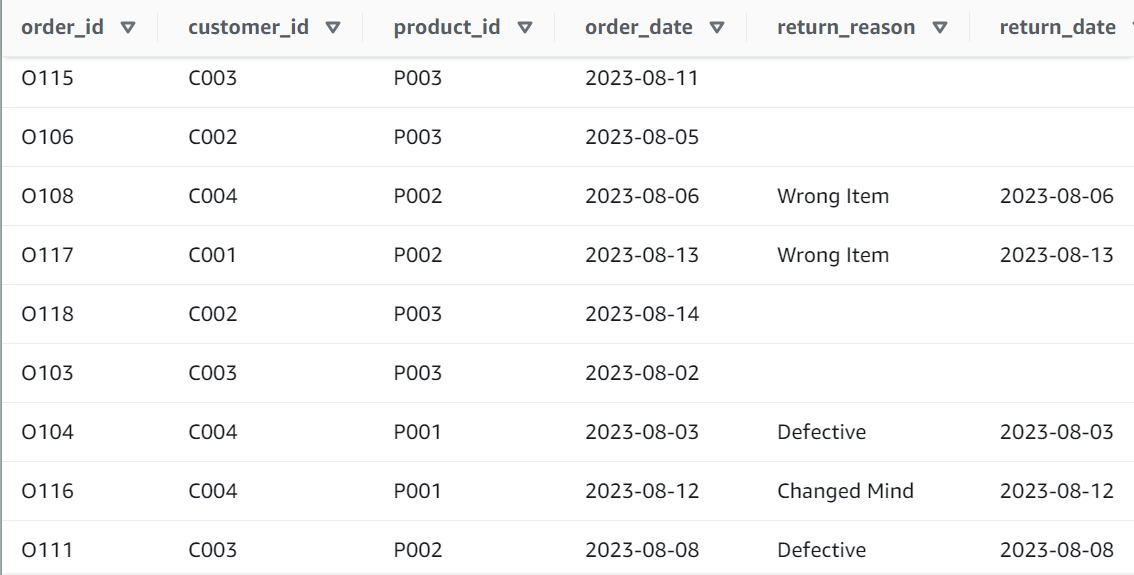 order_id customer_id product_id order_date return_reason return_date
O115 C003 P003 2023-08-11
O106 C002 P003 2023-08-05
O108 C004 P002 2023-08-06 Wrong Item 2023-08-06
O117 C001 P002 2023-08-13 Wrong Item 2023-08-13
O118 C002 P003 2023-08-14
O103 C003 P003 2023-08-02
O104 C004 P001 2023-08-03 Defective 2023-08-03
O116 C004 P001 2023-08-12 Changed Mind 2023-08-12
O111 C003 P002 2023-08-08 Defective 2023-08-08